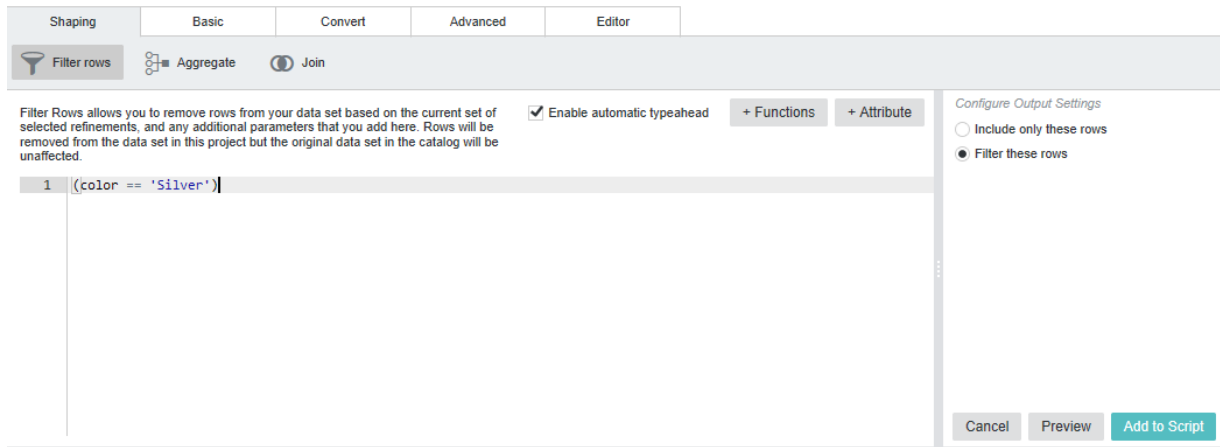 Shaping
Basic
Convert
Advanced
Editor
Filter rows
Aggregate
Join
Filter Rows allows you to remove rows from your data set based on the current set of
selected refinements, and any additional parameters that you add here. Rows will be
removed from the data set in this project but the original data set in the catalog will be
unaffected.
Enable automatic typeahead
+ Functions
+ Attribute
1 (color == 'Silver')
Configure Output Settings
Include only these rows
Filter these rows
Cancel
Preview
Add to Script